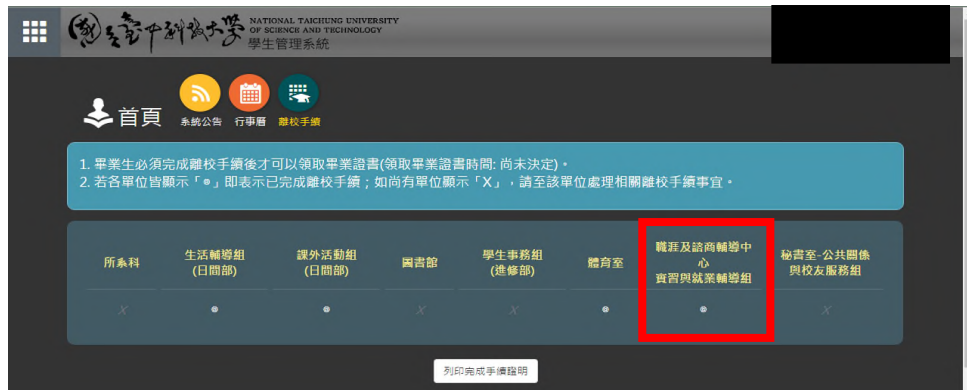 國立臺中科技大學
NATIONAL TAICHUNG UNIVERSITY
OF SCIENCE AND TECHNOLOGY
學生管理系統
首頁
系統公告 行事曆 離校手續
1. 畢業生必須完成離校手續後才可以領取畢業證書(領取畢業證書時間: 尚未決定)。
2. 若各單位皆顯示「◎」即表示已完成離校手續；如尚有單位顯示「X」，請至該單位處理相關離校手續事宜。
所系科
生活輔導組
(日間部)
課外活動組
(日間部)
圖書館
學生事務組
(進修部)
體育室
職涯及諮商輔導中
心
實習與就業輔導組
秘書室-公共關係
與校友服務組
X ◎ ◎ X X ◎ ◎ X
列印完成手續證明